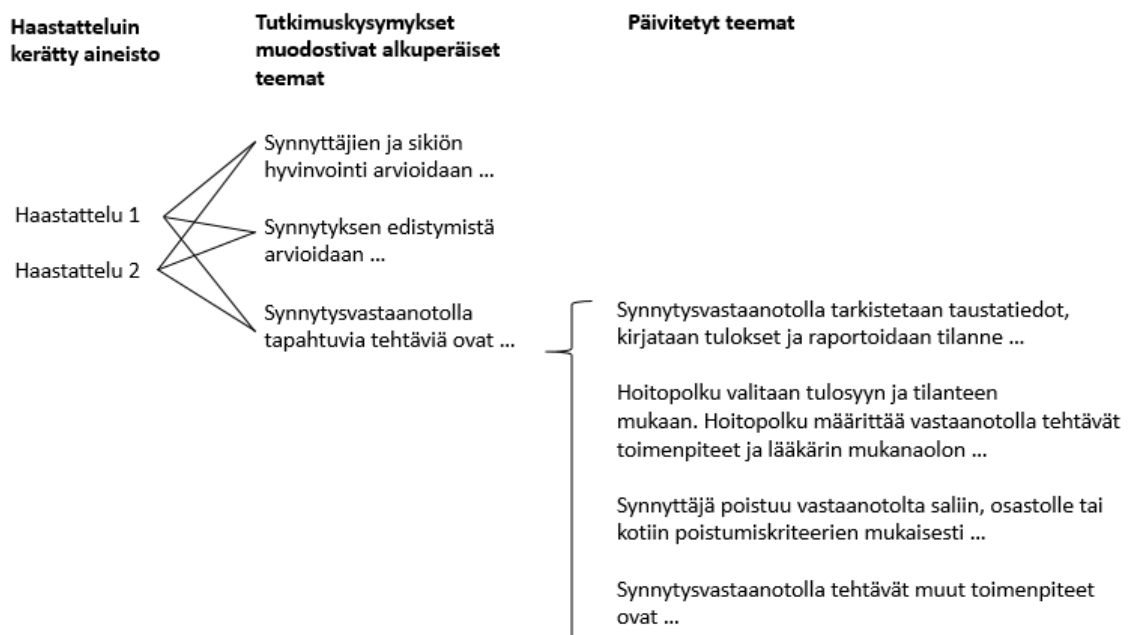 Haastatteluin
kerätty aineisto
Tutkimuskysymykset
muodostivat alkuperäiset
teemat
Päivitetyt teemat
Synnyttäjien ja sikiön
hyvinvointi arvioidaan ...
Haastattelu 1
Synnytyksen edistymistä
arvioidaan ...
Haastattelu 2
Synnytysvastaanotolla
tapahtuvia tehtäviä ovat ...
Synnytysvastaanotolla tarkistetaan taustatiedot,
kirjataan tulokset ja raportoidaan tilanne ...
Hoitopolku valitaan tulosyyn ja tilanteen
mukaan. Hoitopolku määrittää vastaanotolla tehtävät
toimenpiteet ja lääkärin mukanaolon ...
Synnyttäjä poistuu vastaanotolta saliin, osastolle tai
kotiin poistumiskriteerien mukaisesti ...
Synnytysvastaanotolla tehtävät muut toimenpiteet
ovat ...